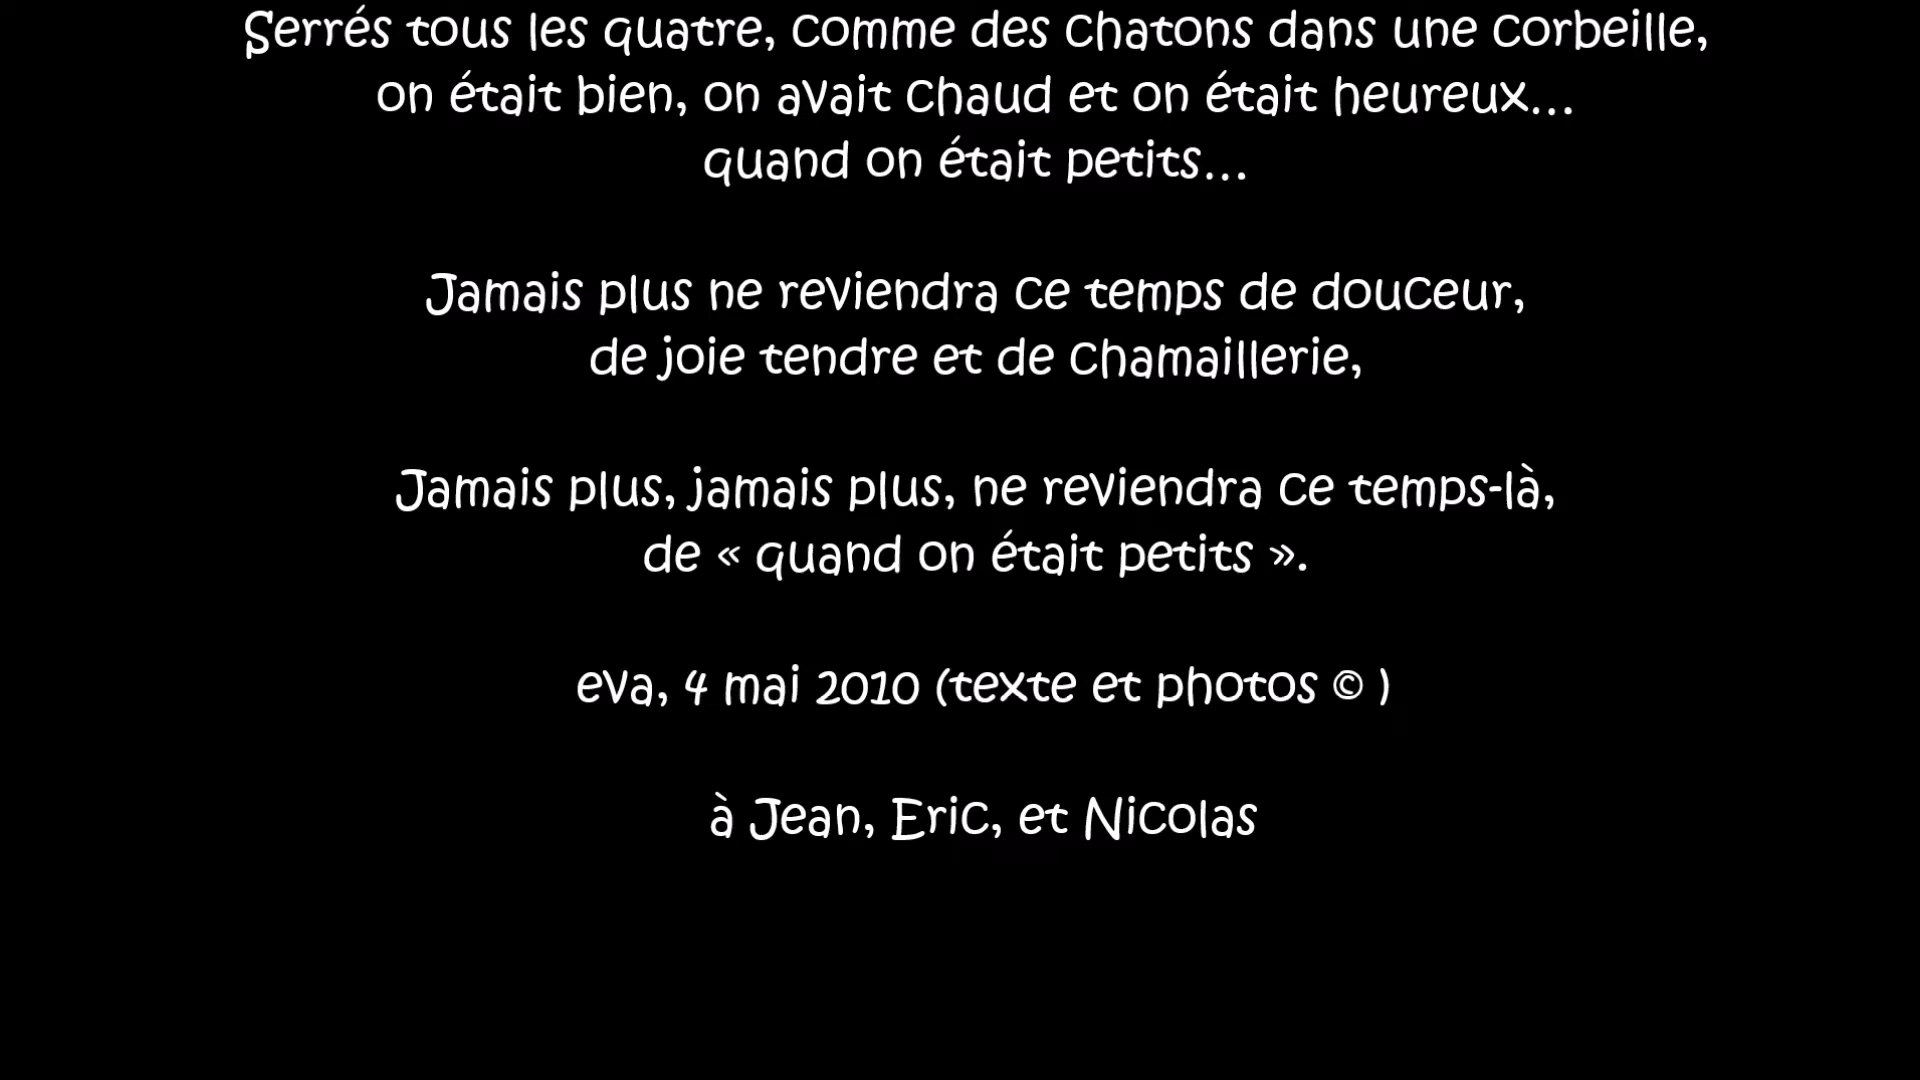 Serrés tous les quatre, comme des chatons dans une corbeille,
on était bien, on avait chaud et on était heureux...
quand on était petits...
Jamais plus ne reviendra ce temps de douceur,
de joie tendre et de chamaillerie,
Jamais plus, jamais plus, ne reviendra ce temps-là,
de « quand on était petits ».
eva, 4 mai 2010 (texte et photos © )
à Jean, Eric, et Nicolas